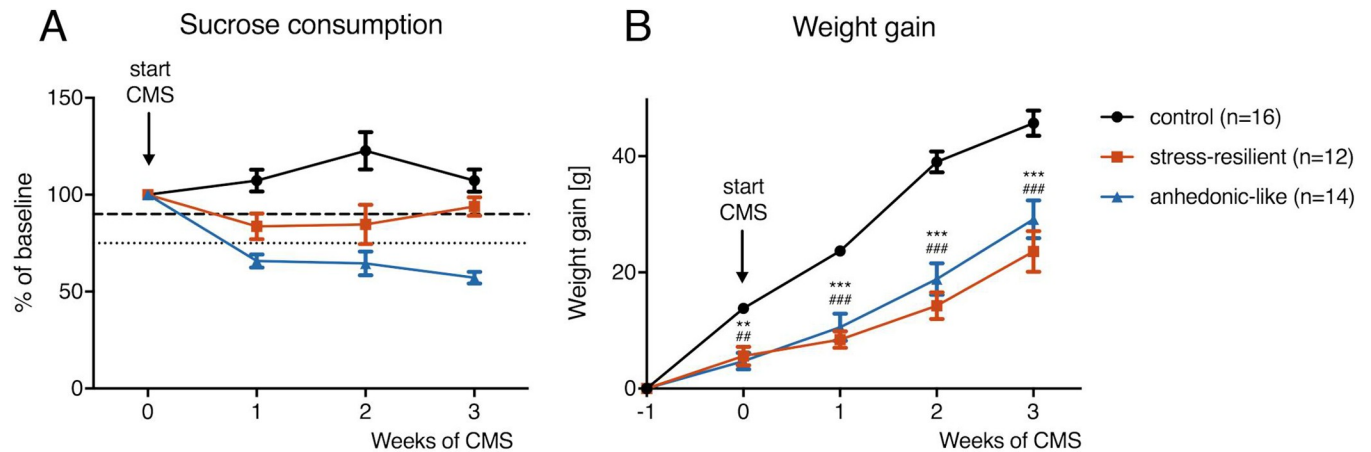 A
Sucrose consumption
start
CMS
% of baseline
150
100
50
0
0
1
2
3
Weeks of CMS
B
Weight gain
start
CMS
Weight gain [g]
40
20
0
**
##
***
###
***
###
***
###
-1
0
1
2
3
Weeks of CMS
control (n=16)
stress-resilient (n=12)
anhedonic-like (n=14)